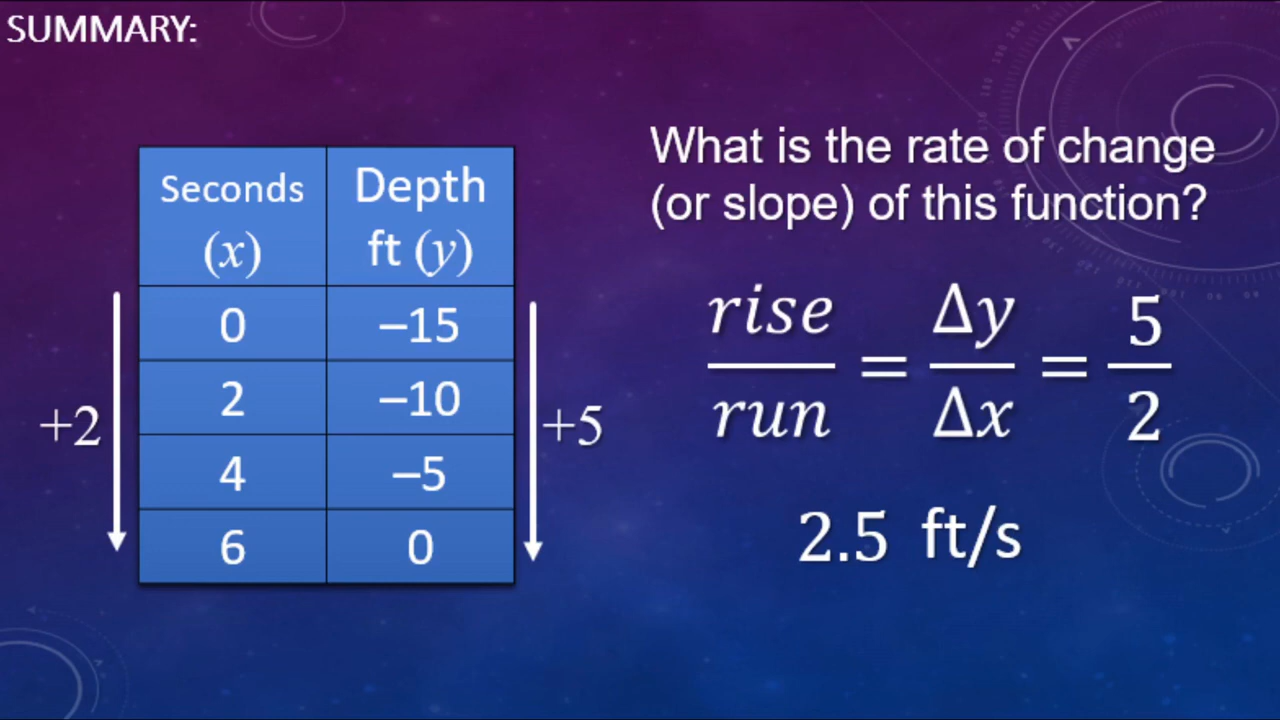 SUMMARY:
What is the rate of change
(or slope) of this function?
Seconds (x) Depth ft (y)
0 –15
2 –10
4 –5
6 0
+2
+5
rise/run = Δy/Δx = 5/2
2.5 ft/s